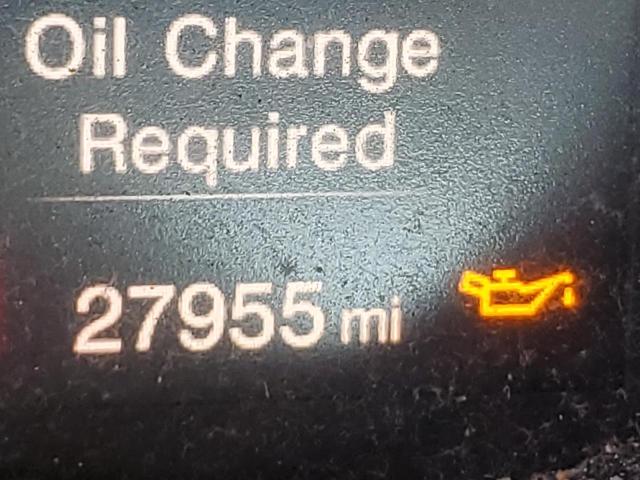 Oil Change
Required
27955 mi